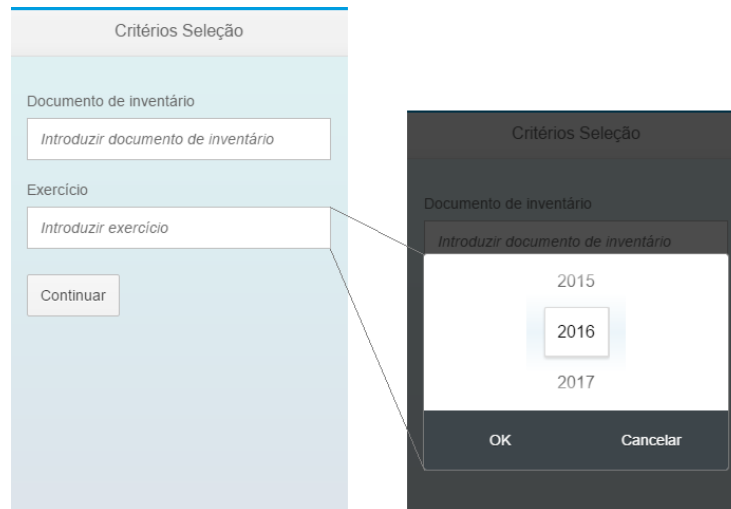 Critérios Seleção
Documento de inventário
Introduzir documento de inventário
Exercício
Introduzir exercício
Continuar
Critérios Seleção
Documento de inventário
Introduzir documento de inventário
2015
2016
2017
OK
Cancelar